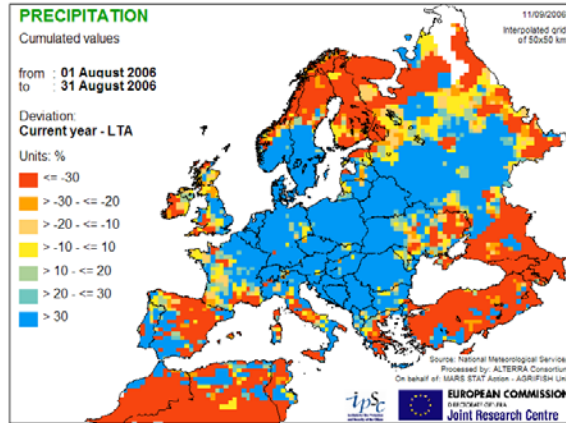 PRECIPITATION
Cumulated values
from : 01 August 2006
to : 31 August 2006
Deviation:
Current year - LTA
Units: %
<= -30
> -30 - <= -20
> -20 - <= -10
> -10 - <= 10
> 10 - <= 20
> 20 - <= 30
> 30
11/09/2006
Interpolated grid
of 50x50 km
Source: National Meteorological Service
Processed by: ALTERRA Consortium
On behalf of: MARS STAT Action - AGRIFISH Un
ipsc
EUROPEAN COMMISSION
Joint Research Centre